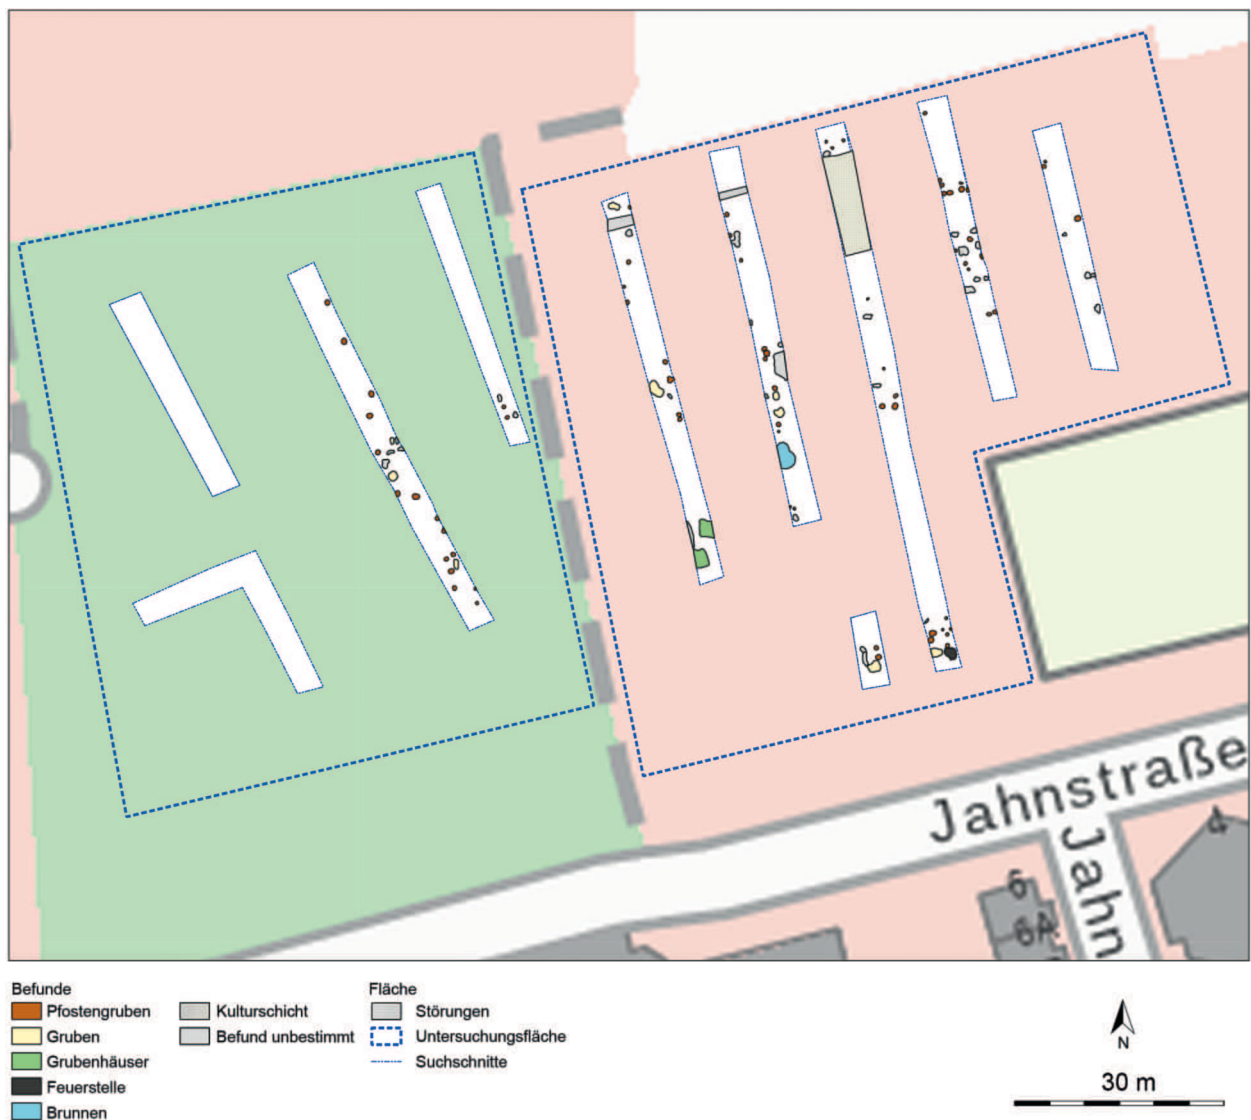 Jahnstraße
Jahn
4
6
6A
Befunde
Pfostengruben
Gruben
Grubenhäuser
Feuerstelle
Brunnen
Kulturschicht
Befund unbestimmt
Fläche
Störungen
Untersuchungsfläche
Suchschnitte
N
30 m